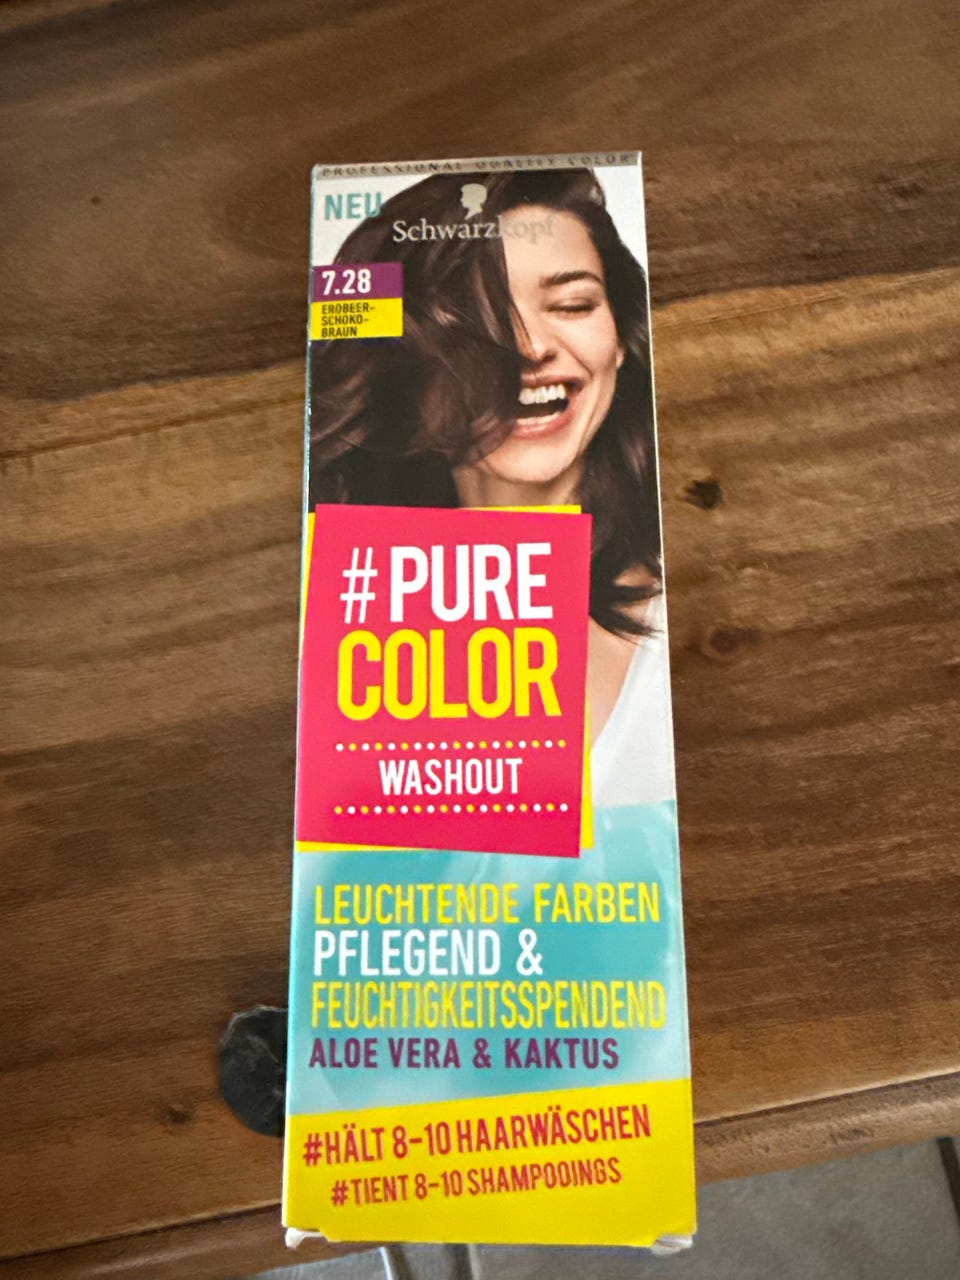 PROFESSIONAL QUALITY COLOR
NEU
Schwarzkopf
7.28
ERDBEER-
SCHOKO-
BRAUN
#PURE
COLOR
WASHOUT
LEUCHTENDE FARBEN
PFLEGEND &
FEUCHTIGKEITSSPENDEND
ALOE VERA & KAKTUS
#HÄLT 8-10 HAARWÄSCHEN
#TIENT 8-10 SHAMPOOINGS